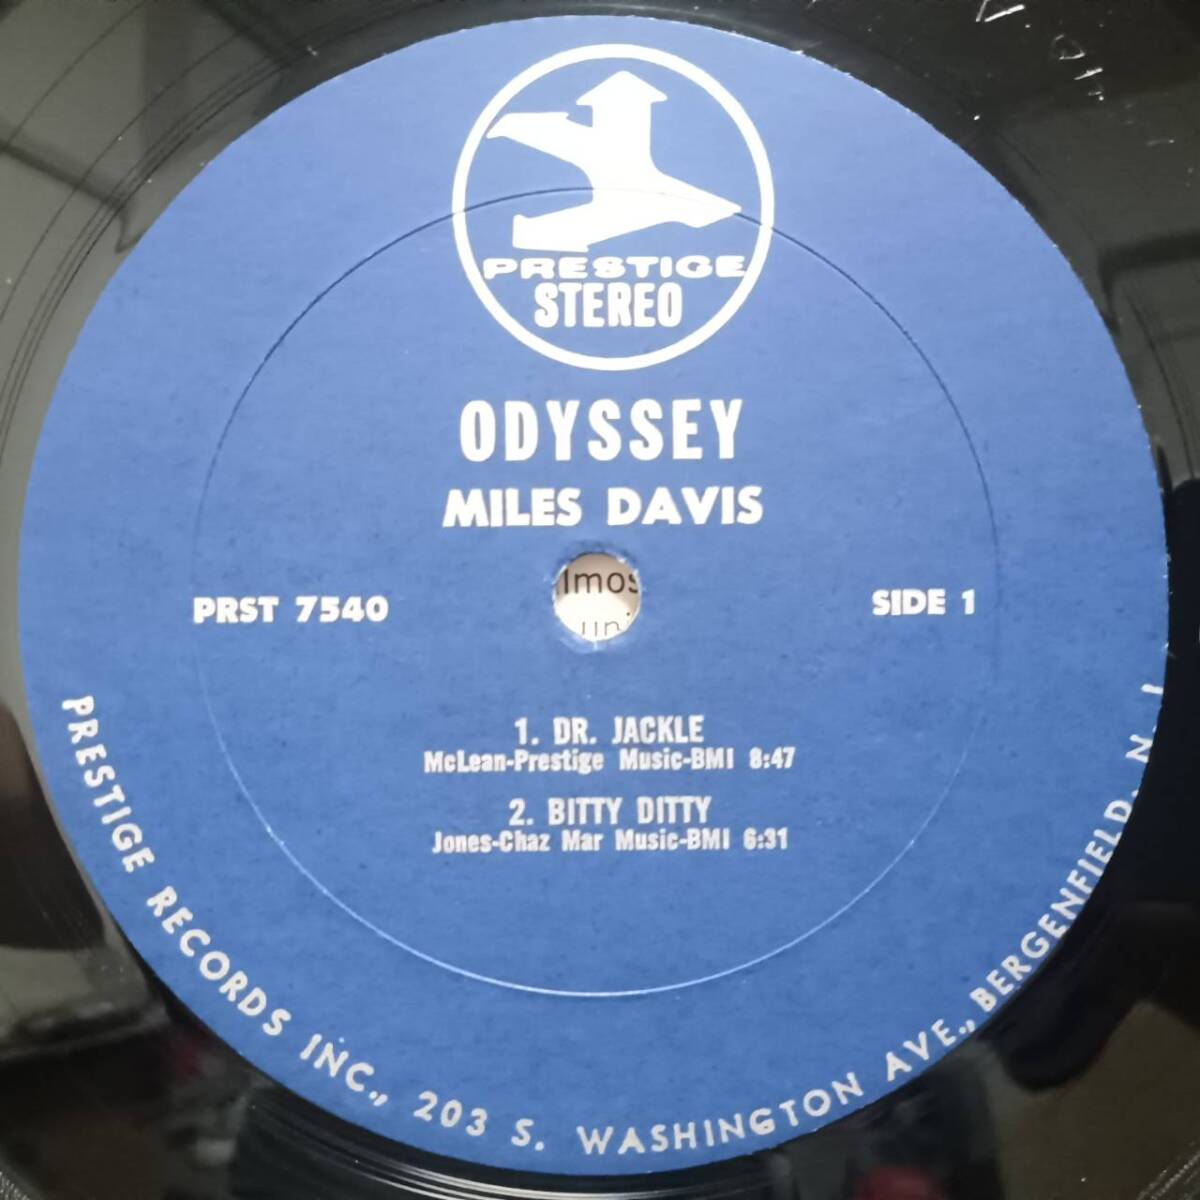 PRESTIGE
STEREO
ODYSSEY
MILES DAVIS
lmos
PRST 7540
SIDE 1
1. DR. JACKLE
McLean-Prestige Music-BMI 8:47
2. BITTY DITTY
Jones-Chaz Mar Music-BMI 6:31
PRESTIGE RECORDS INC., 203 S. WASHINGTON AVE., BERGENFIELD, N. J.